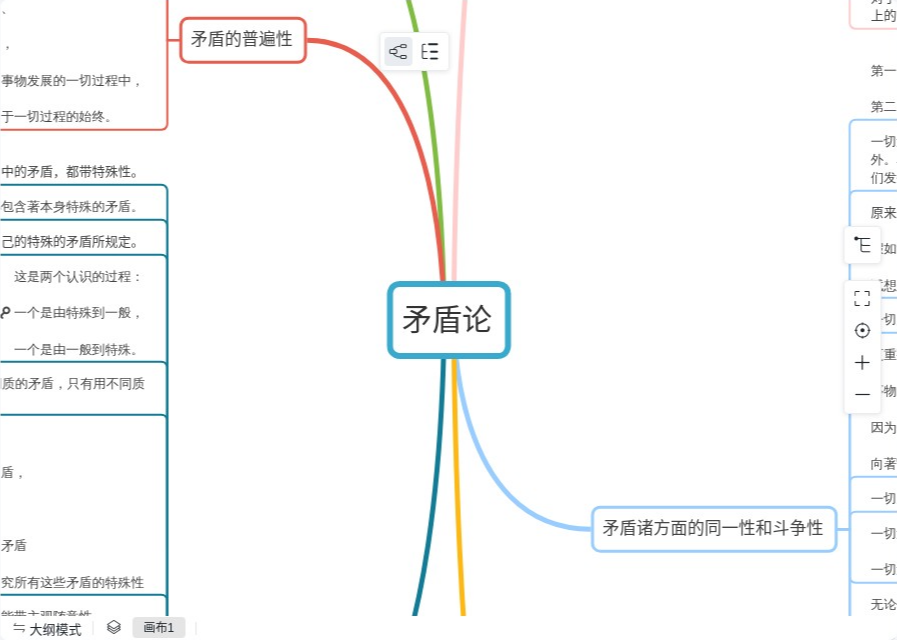 、
矛盾的普遍性
，
事物发展的一切过程中，
于一切过程的始终。
中的矛盾，都带特殊性。
包含著本身特殊的矛盾。
己的特殊的矛盾所规定。
这是两个认识的过程：
一个是由特殊到一般，
一个是由一般到特殊。
质的矛盾，只有用不同质
盾，
矛盾
究所有这些矛盾的特殊性
能带主观随意性
矛盾论
上的
第一
第二
一切
外。
们发
原来
如
想
切
重
物
因为
向著
一切
一切
一切
无论
矛盾诸方面的同一性和斗争性
大纲模式
画布1